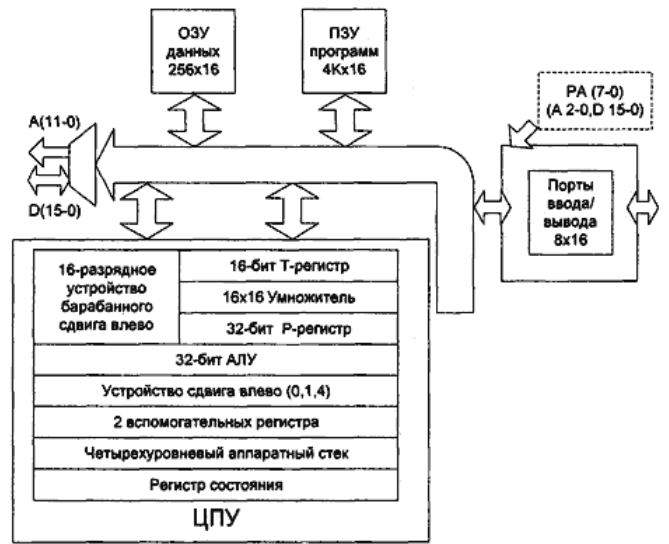 ОЗУ
данных
256x16
ПЗУ
программ
4Kx16
PA (7-0)
(A 2-0,D 15-0)
A(11-0)
D(15-0)
Порты
ввода/
вывода
8x16
16-разрядное
устройство
барабанного
сдвига влево
16-бит Т-регистр
16x16 Умножитель
32-бит Р-регистр
32-бит АЛУ
Устройство сдвига влево (0,1,4)
2 вспомогательных регистра
Четырехуровневый аппаратный стек
Регистр состояния
ЦПУ